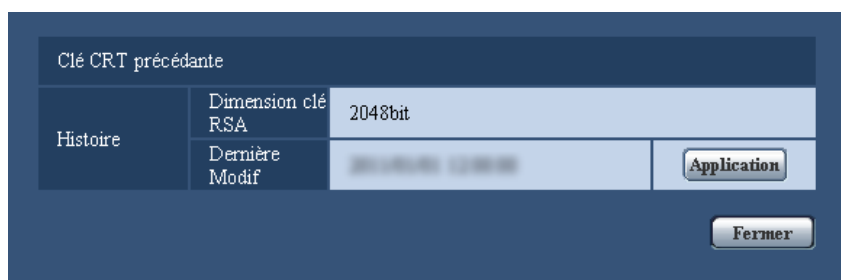 Clé CRT précédante
Histoire
Dimension clé
RSA
2048bit
Dernière
Modif
Application
Fermer